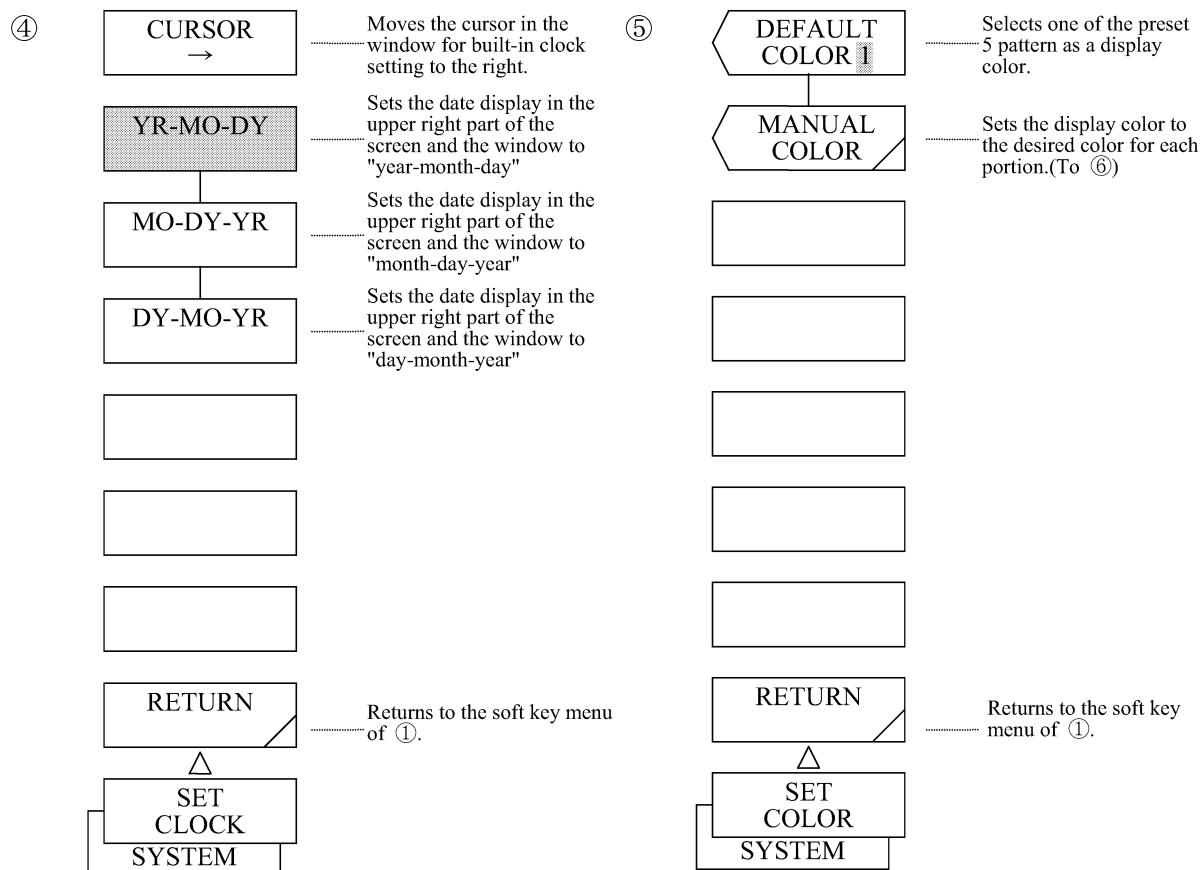 ④
CURSOR
→
Moves the cursor in the
window for built-in clock
setting to the right.
YR-MO-DY
Sets the date display in the
upper right part of the
screen and the window to
"year-month-day"
MO-DY-YR
Sets the date display in the
upper right part of the
screen and the window to
"month-day-year"
DY-MO-YR
Sets the date display in the
upper right part of the
screen and the window to
"day-month-year"
RETURN
Returns to the soft key menu
of ①.
SET
CLOCK
SYSTEM
⑤
DEFAULT
COLOR 1
Selects one of the preset
5 pattern as a display
color.
MANUAL
COLOR
Sets the display color to
the desired color for each
portion.(To ⑥)
RETURN
Returns to the soft key
menu of ①.
SET
COLOR
SYSTEM